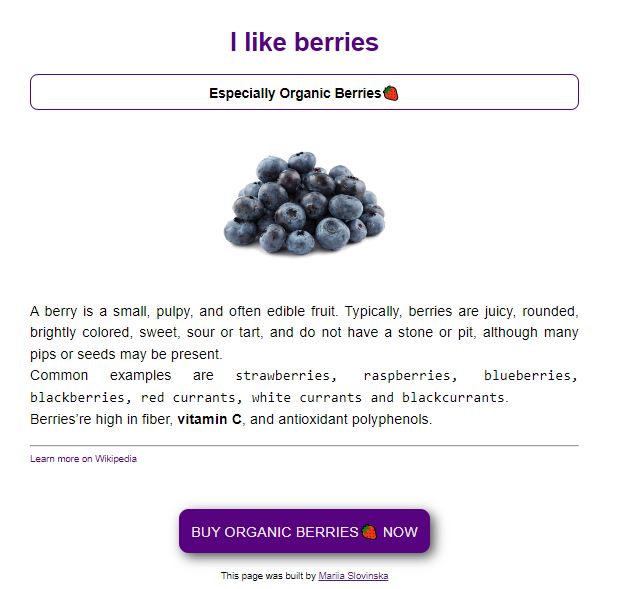 I like berries
Especially Organic Berries🍓
A berry is a small, pulpy, and often edible fruit. Typically, berries are juicy, rounded,
brightly colored, sweet, sour or tart, and do not have a stone or pit, although many
pips or seeds may be present.
Common examples are strawberries, raspberries, blueberries,
blackberries, red currants, white currants and blackcurrants.
Berries’re high in fiber, vitamin C, and antioxidant polyphenols.
Learn more on Wikipedia
BUY ORGANIC BERRIES🍓 NOW
This page was built by Mariia Slovinska